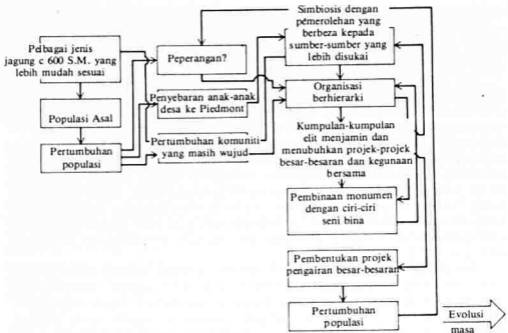 Pelbagai jenis
jagung c 600 S.M. yang
lebih mudah sesuai
Populasi Asal
Pertumbuhan
populasi
Peperangan?
Penyebaran anak-anak
desa ke Piedmont
Pertumbuhan komuniti
yang masih wujud
Simbiosis dengan
pemerolehan yang
berbeza kepada
sumber-sumber yang
lebih disukai
Organisasi
berhierarki
Kumpulan-kumpulan
elit menjamin dan
menubuhkan projek-projek
besar-besaran dan kegunaan
bersama
Pembinaan monumen
dengan ciri-ciri
seni bina
Pembentukan projek
pengairan besar-besaran
Pertumbuhan
populasi
Evolusi
masa